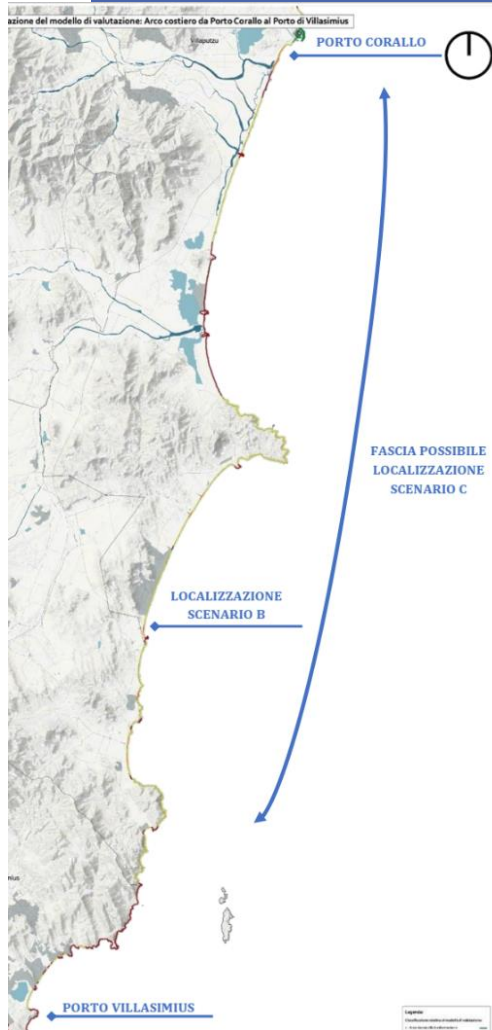 azione del modello di valutazione: Arco costiero da Porto Corallo al Porto di Villasimius
Villaputzu
PORTO CORALLO
FASCIA POSSIBILE
LOCALIZZAZIONE
SCENARIO C
LOCALIZZAZIONE
SCENARIO B
nius
PORTO VILLASIMIUS
Legenda